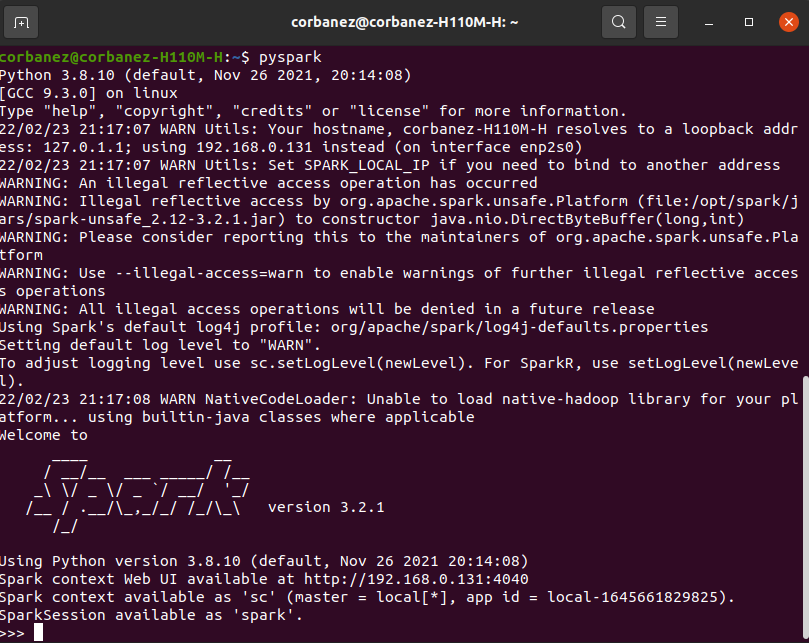 corbanez@corbanez-H110M-H: ~
corbanez@corbanez-H110M-H:~$ pyspark
Python 3.8.10 (default, Nov 26 2021, 20:14:08)
[GCC 9.3.0] on linux
Type "help", "copyright", "credits" or "license" for more information.
22/02/23 21:17:07 WARN Utils: Your hostname, corbanez-H110M-H resolves to a loopback addr
ess: 127.0.1.1; using 192.168.0.131 instead (on interface enp2s0)
22/02/23 21:17:07 WARN Utils: Set SPARK_LOCAL_IP if you need to bind to another address
WARNING: An illegal reflective access operation has occurred
WARNING: Illegal reflective access by org.apache.spark.unsafe.Platform (file:/opt/spark/j
ars/spark-unsafe_2.12-3.2.1.jar) to constructor java.nio.DirectByteBuffer(long,int)
WARNING: Please consider reporting this to the maintainers of org.apache.spark.unsafe.Pla
tform
WARNING: Use --illegal-access=warn to enable warnings of further illegal reflective acces
s operations
WARNING: All illegal access operations will be denied in a future release
Using Spark's default log4j profile: org/apache/spark/log4j-defaults.properties
Setting default log level to "WARN".
To adjust logging level use sc.setLogLevel(newLevel). For SparkR, use setLogLevel(newLeve
l).
22/02/23 21:17:08 WARN NativeCodeLoader: Unable to load native-hadoop library for your pl
atform... using builtin-java classes where applicable
Welcome to
      ____              __
     / __/__  ___ _____/ /__
    _\ \/ _ \/ _ `/ __/  '_/
   /__ / .__/\_,_/_/ /_/\_\   version 3.2.1
      /_/
Using Python version 3.8.10 (default, Nov 26 2021 20:14:08)
Spark context Web UI available at http://192.168.0.131:4040
Spark context available as 'sc' (master = local[*], app id = local-1645661829825).
SparkSession available as 'spark'.
>>>